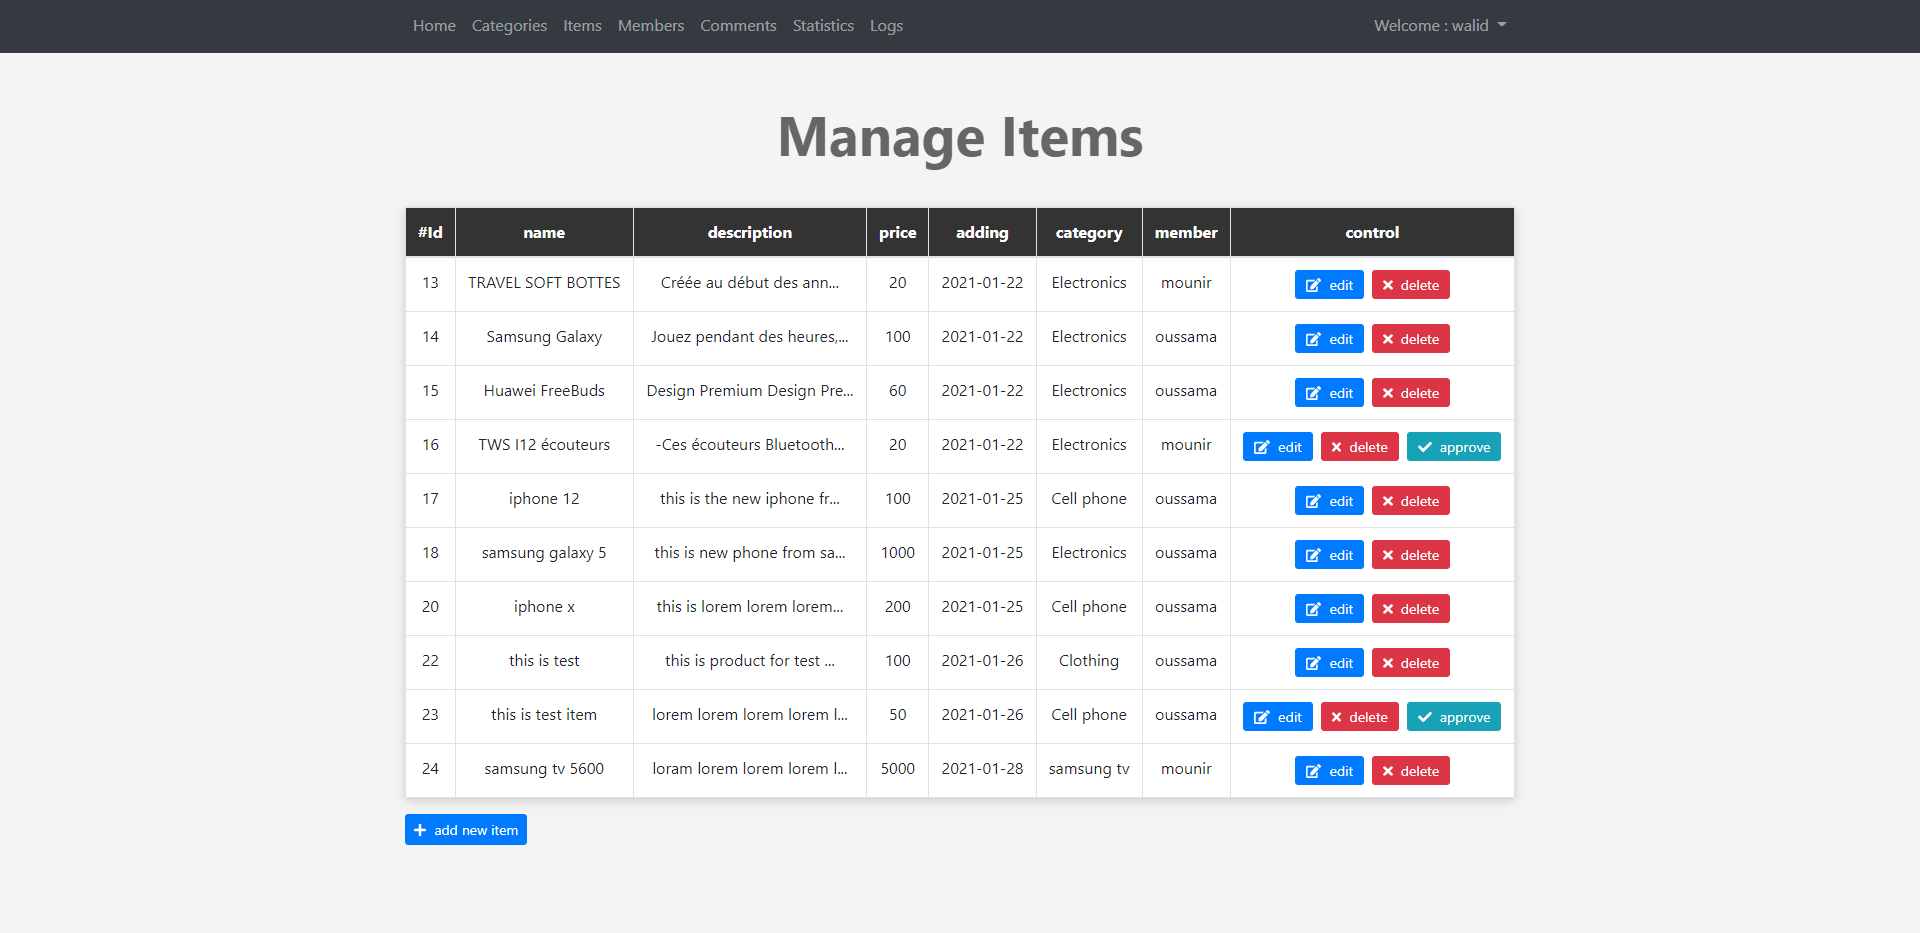 Home Categories Items Members Comments Statistics Logs Welcome : walid
Manage Items
#Id name description price adding category member control
13 TRAVEL SOFT BOTTES Créée au début des ann... 20 2021-01-22 Electronics mounir edit delete
14 Samsung Galaxy Jouez pendant des heures,... 100 2021-01-22 Electronics oussama edit delete
15 Huawei FreeBuds Design Premium Design Pre... 60 2021-01-22 Electronics oussama edit delete
16 TWS I12 écouteurs -Ces écouteurs Bluetooth... 20 2021-01-22 Electronics mounir edit delete approve
17 iphone 12 this is the new iphone fr... 100 2021-01-25 Cell phone oussama edit delete
18 samsung galaxy 5 this is new phone from sa... 1000 2021-01-25 Electronics oussama edit delete
20 iphone x this is lorem lorem lorem... 200 2021-01-25 Cell phone oussama edit delete
22 this is test this is product for test ... 100 2021-01-26 Clothing oussama edit delete
23 this is test item lorem lorem lorem lorem l... 50 2021-01-26 Cell phone oussama edit delete approve
24 samsung tv 5600 loram lorem lorem lorem l... 5000 2021-01-28 samsung tv mounir edit delete
add new item